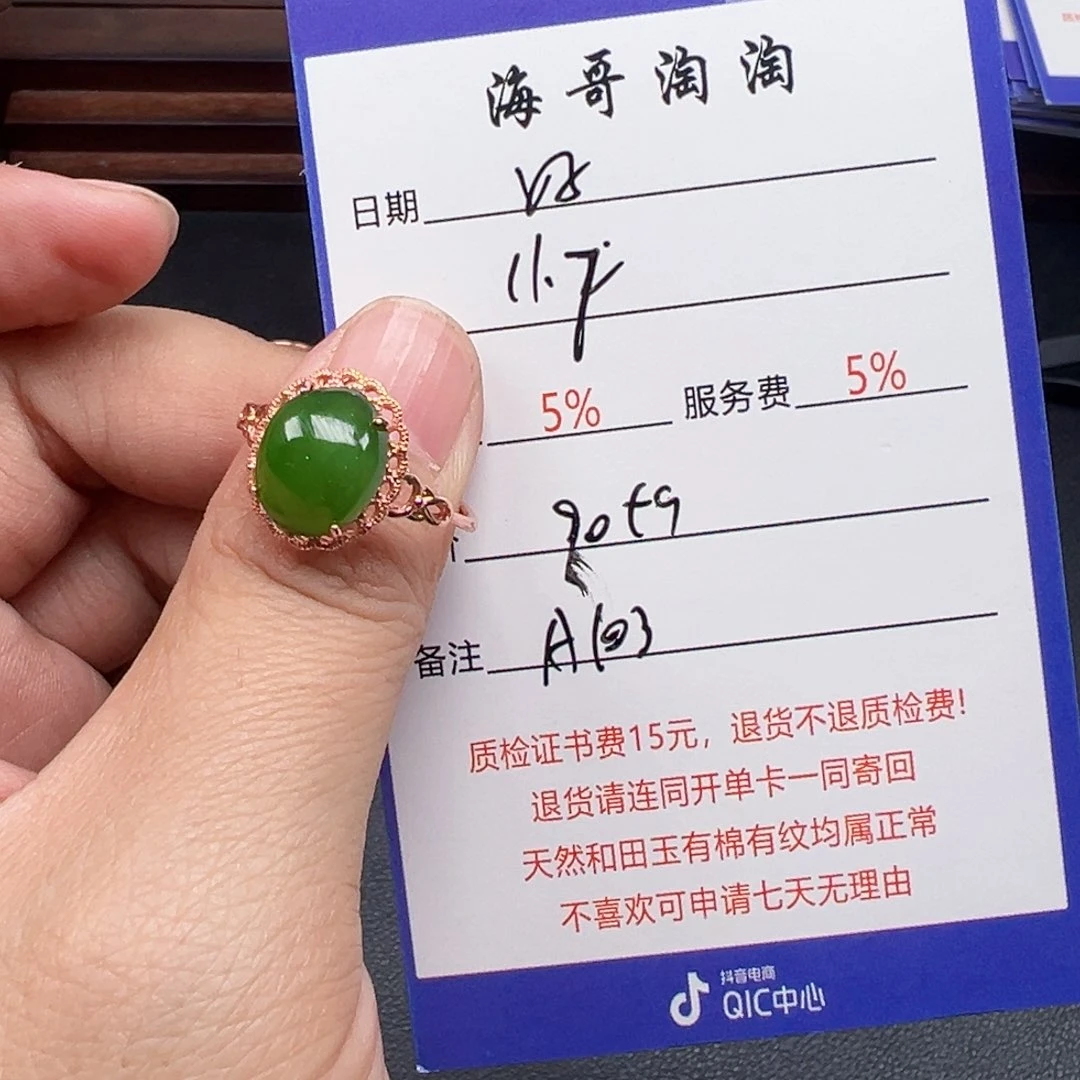 海哥淘淘
日期
11.7
5% 服务费 5%
备注 A103
质检证书费15元，退货不退质检费！
退货请连同开单卡一同寄回
天然和田玉有棉有纹均属正常
不喜欢可申请七天无理由
抖音电商
QIC中心